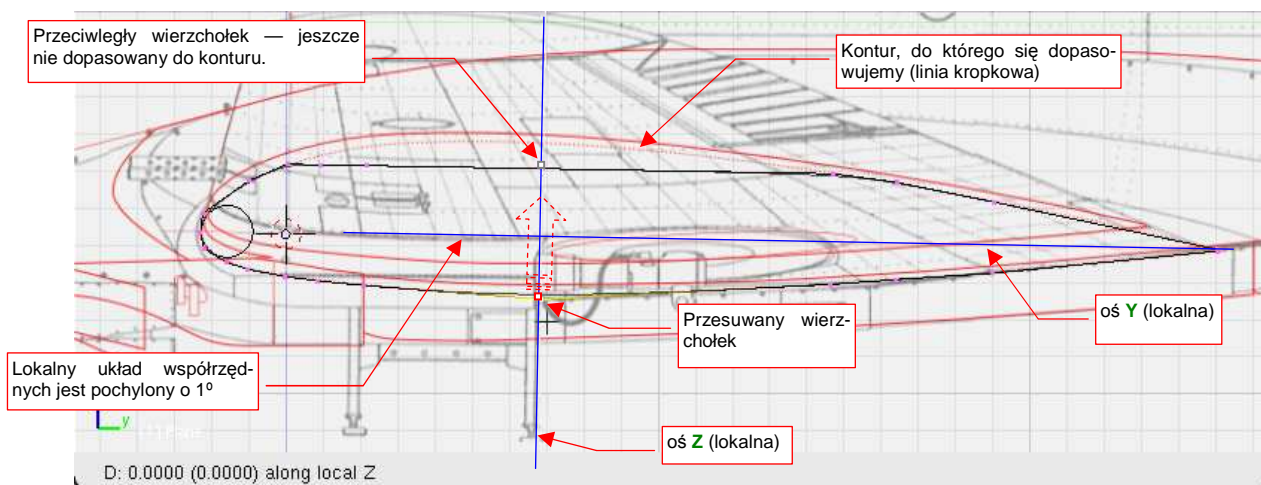 Przeciwległy wierzchołek — jeszcze
nie dopasowany do konturu.
Kontur, do którego się dopaso-
wujemy (linia kropkowa)
oś Y (lokalna)
Przesuwany wierz-
chołek
Lokalny układ współrzęd-
nych jest pochylony o 1º
oś Z (lokalna)
y
D: 0.0000 (0.0000) along local Z